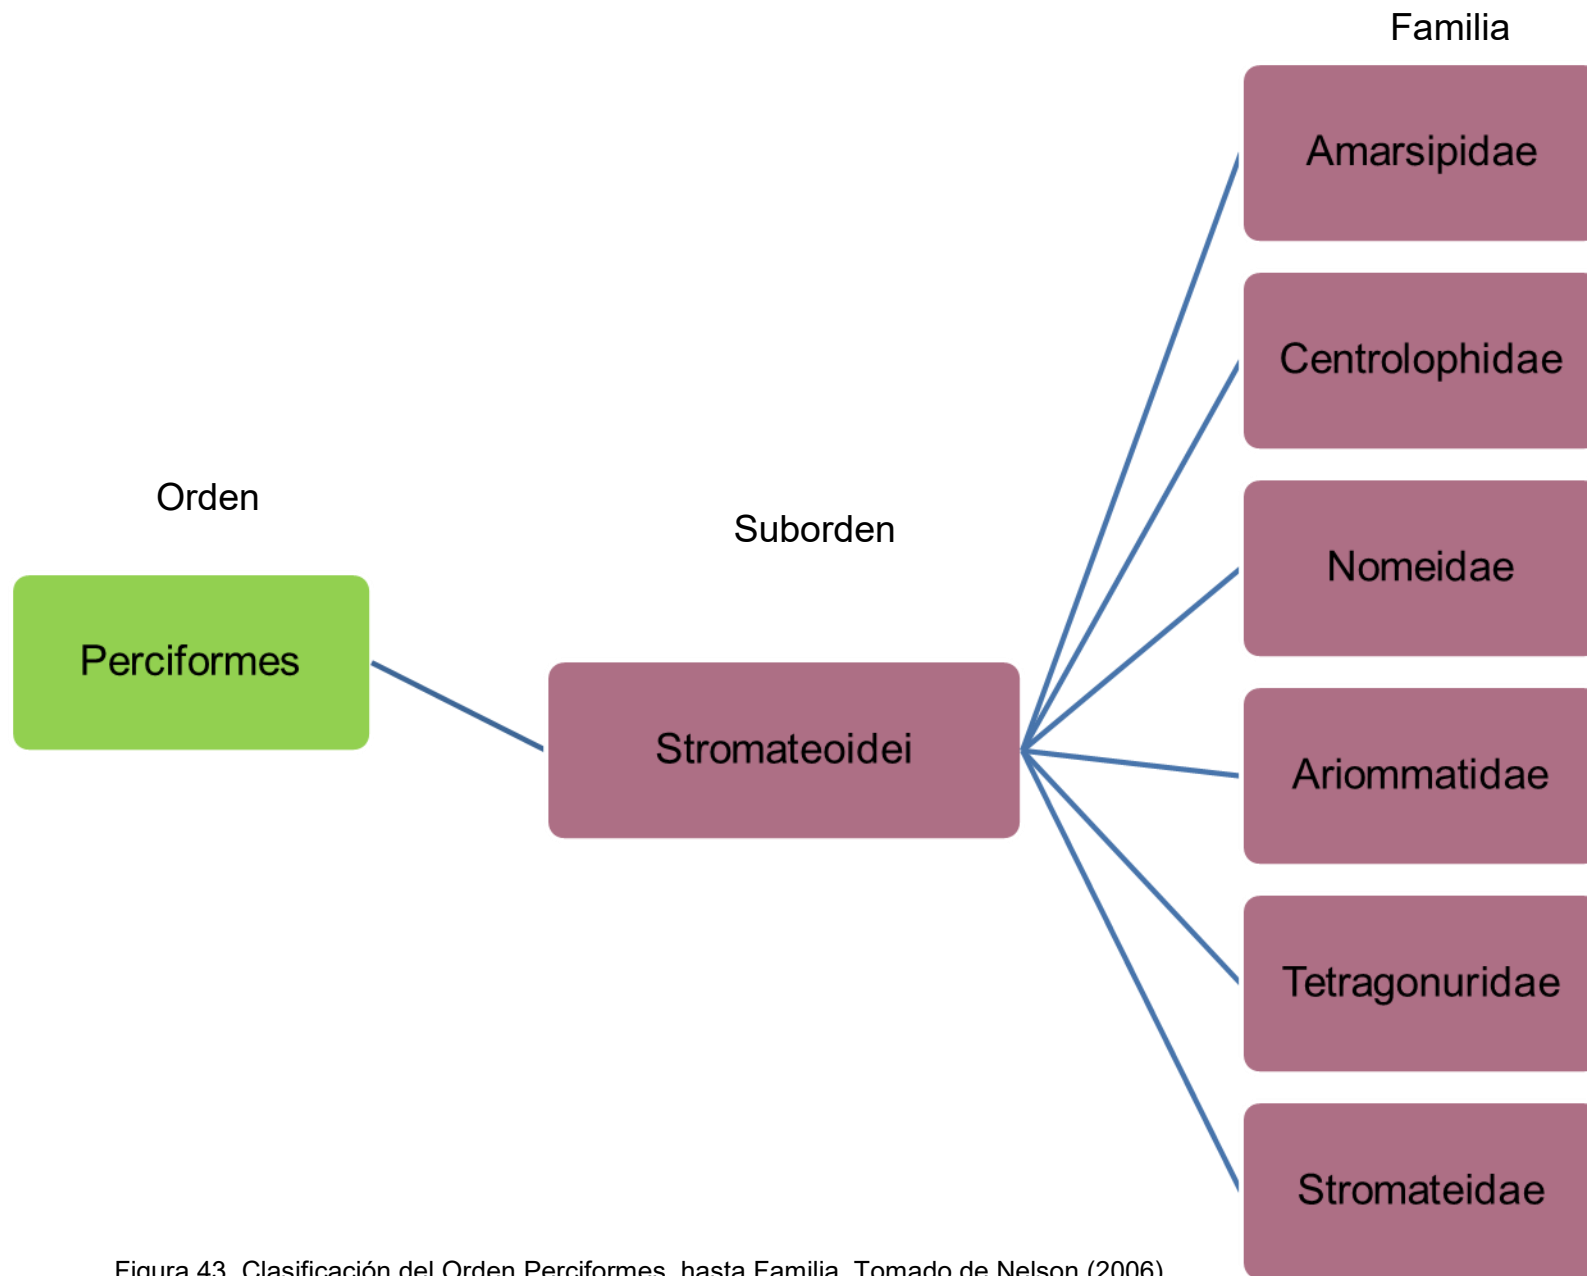 Familia
Amarsipidae
Centrolophidae
Nomeidae
Orden
Suborden
Perciformes
Stromateoidei
Ariommatidae
Tetragonuridae
Stromateidae
Figura 43. Clasificación del Orden Perciformes, hasta Familia. Tomado de Nelson (2006)